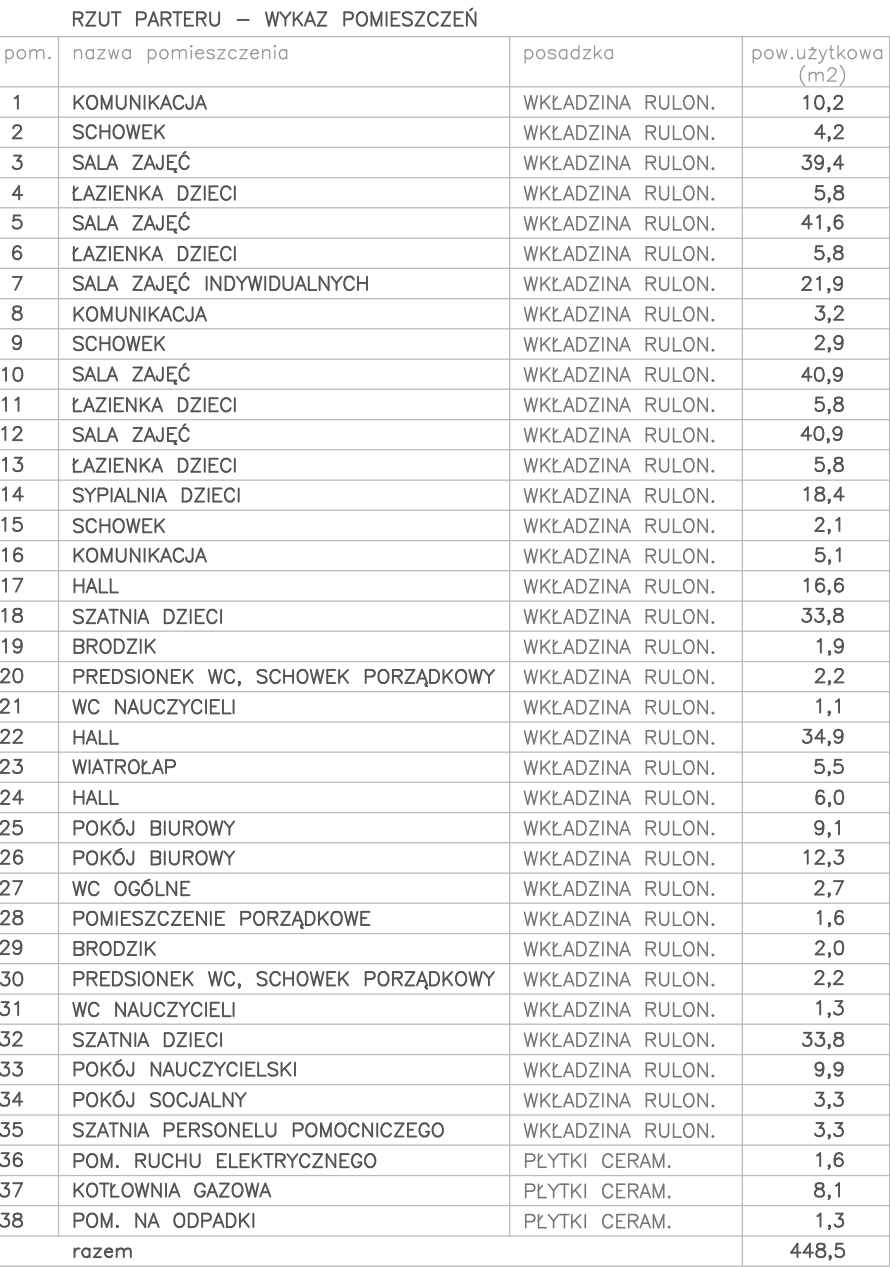 RZUT PARTERU – WYKAZ POMIESZCZEŃ
pom. nazwa pomieszczenia posadzka pow.użytkowa
(m2)
1 KOMUNIKACJA WKŁADZINA RULON. 10,2
2 SCHOWEK WKŁADZINA RULON. 4,2
3 SALA ZAJĘĆ WKŁADZINA RULON. 39,4
4 ŁAZIENKA DZIECI WKŁADZINA RULON. 5,8
5 SALA ZAJĘĆ WKŁADZINA RULON. 41,6
6 ŁAZIENKA DZIECI WKŁADZINA RULON. 5,8
7 SALA ZAJĘĆ INDYWIDUALNYCH WKŁADZINA RULON. 21,9
8 KOMUNIKACJA WKŁADZINA RULON. 3,2
9 SCHOWEK WKŁADZINA RULON. 2,9
10 SALA ZAJĘĆ WKŁADZINA RULON. 40,9
11 ŁAZIENKA DZIECI WKŁADZINA RULON. 5,8
12 SALA ZAJĘĆ WKŁADZINA RULON. 40,9
13 ŁAZIENKA DZIECI WKŁADZINA RULON. 5,8
14 SYPIALNIA DZIECI WKŁADZINA RULON. 18,4
15 SCHOWEK WKŁADZINA RULON. 2,1
16 KOMUNIKACJA WKŁADZINA RULON. 5,1
17 HALL WKŁADZINA RULON. 16,6
18 SZATNIA DZIECI WKŁADZINA RULON. 33,8
19 BRODZIK WKŁADZINA RULON. 1,9
20 PREDSIONEK WC, SCHOWEK PORZĄDKOWY WKŁADZINA RULON. 2,2
21 WC NAUCZYCIELI WKŁADZINA RULON. 1,1
22 HALL WKŁADZINA RULON. 34,9
23 WIATROŁAP WKŁADZINA RULON. 5,5
24 HALL WKŁADZINA RULON. 6,0
25 POKÓJ BIUROWY WKŁADZINA RULON. 9,1
26 POKÓJ BIUROWY WKŁADZINA RULON. 12,3
27 WC OGÓLNE WKŁADZINA RULON. 2,7
28 POMIESZCZENIE PORZĄDKOWE WKŁADZINA RULON. 1,6
29 BRODZIK WKŁADZINA RULON. 2,0
30 PREDSIONEK WC, SCHOWEK PORZĄDKOWY WKŁADZINA RULON. 2,2
31 WC NAUCZYCIELI WKŁADZINA RULON. 1,3
32 SZATNIA DZIECI WKŁADZINA RULON. 33,8
33 POKÓJ NAUCZYCIELSKI WKŁADZINA RULON. 9,9
34 POKÓJ SOCJALNY WKŁADZINA RULON. 3,3
35 SZATNIA PERSONELU POMOCNICZEGO WKŁADZINA RULON. 3,3
36 POM. RUCHU ELEKTRYCZNEGO PŁYTKI CERAM. 1,6
37 KOTŁOWNIA GAZOWA PŁYTKI CERAM. 8,1
38 POM. NA ODPADKI PŁYTKI CERAM. 1,3
razem 448,5